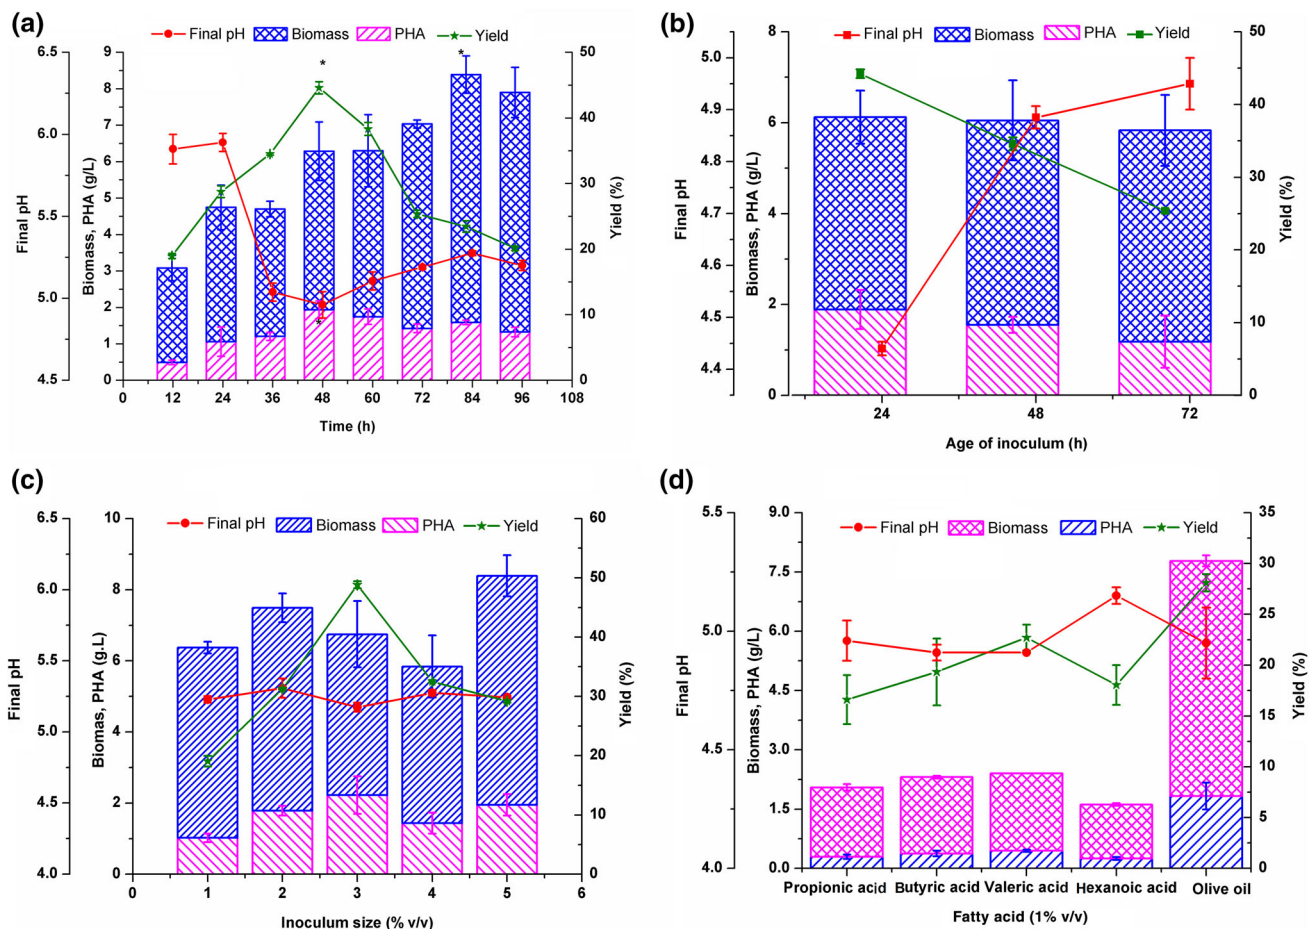 (a)
Final pH Biomass PHA Yield
6.5 9 50
8
7 40
6.0
6
30
5 5.5
4
20
3
5.0
2
10
1
4.5 0 0
0 12 24 36 48 60 72 84 96 108
Time (h)
Final pH
Biomass, PHA (g/L)
Yield (%)
* * *
(b)
Final pH Biomass PHA Yield
8 50
5.0
4.9 40
6
4.8
30
4.7
4
4.6 20
4.5
2
10
4.4
0 0
24 48 72
Age of inoculum (h)
Final pH
Biomass, PHA (g/L)
Yield (%)
(c)
Final pH Biomass PHA Yield
6.5 10 60
50
6.0 8
40
5.5 6
30
5.0 4
20
4.5 2
10
4.0 0 0
0 1 2 3 4 5 6
Inoculum size (% v/v)
Final pH
Biomas, PHA (g.L)
Yield (%)
(d)
Final pH Biomass PHA Yield
5.5 9.0 35
30
7.5
25
5.0 6.0
20
4.5
15
4.5 3.0
10
1.5
5
4.0 0.0 0
Propionic acid Butyric acid Valeric acid Hexanoic acid Olive oil
Fatty acid (1% v/v)
Final pH
Biomass, PHA (g/L)
Yield (%)